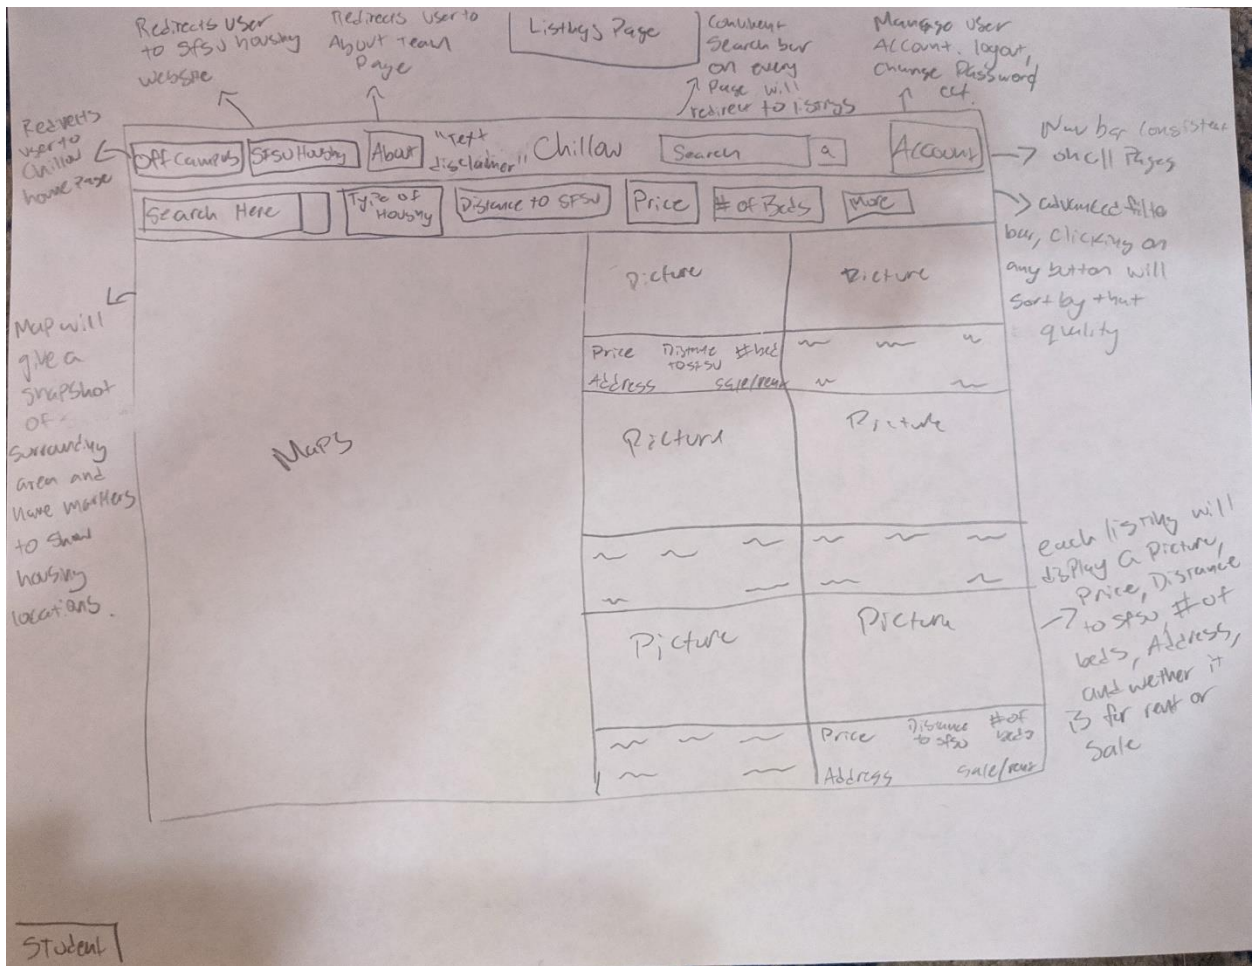 Redirects User
to SFSU housing
website
Redirects User to
About Team
Page
Listings Page
Search bar
on every
Page will
redirect to listings
Manage User
Account, logout,
Change Password
ect.
Redirects
user to
Chillow
home Page
Off Campus
SFSU Housing
About
"Text
disclaimer"
Chillow
Search
Q
Account
Nav bar consistent
on all Pages
Search Here
Type of
Housing
Distance to SFSU
Price
# of Beds
More
advanced filter
bar, clicking on
any button will
sort by that
quality
Map will
give a
snapshot
of
surrounding
area and
have markers
to show
housing
locations.
Maps
Picture
Picture
Price Distance #bed
to SFSU
Address sale/rent
Picture
Picture
each listing will
display a picture,
Price, Distance
to SFSU, # of
beds, Address,
and wether it
is for rent or
Sale
Picture
Picture
Price Distance # of
to SFSU beds
Address sale/rent
Student